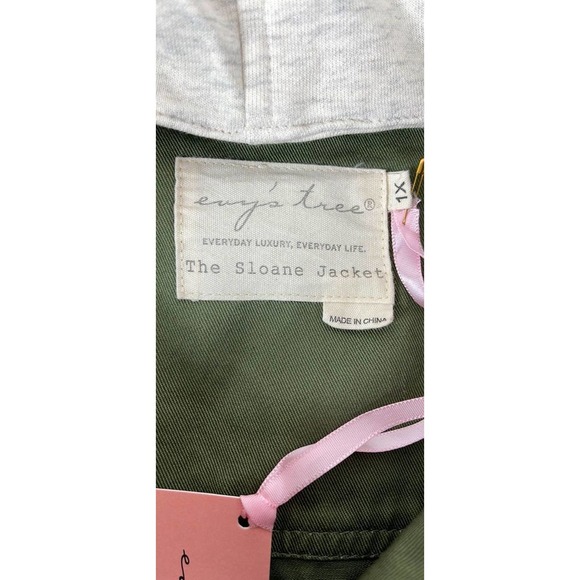 evy's tree®
EVERYDAY LUXURY, EVERYDAY LIFE.
The Sloane Jacket
1X
MADE IN CHINA